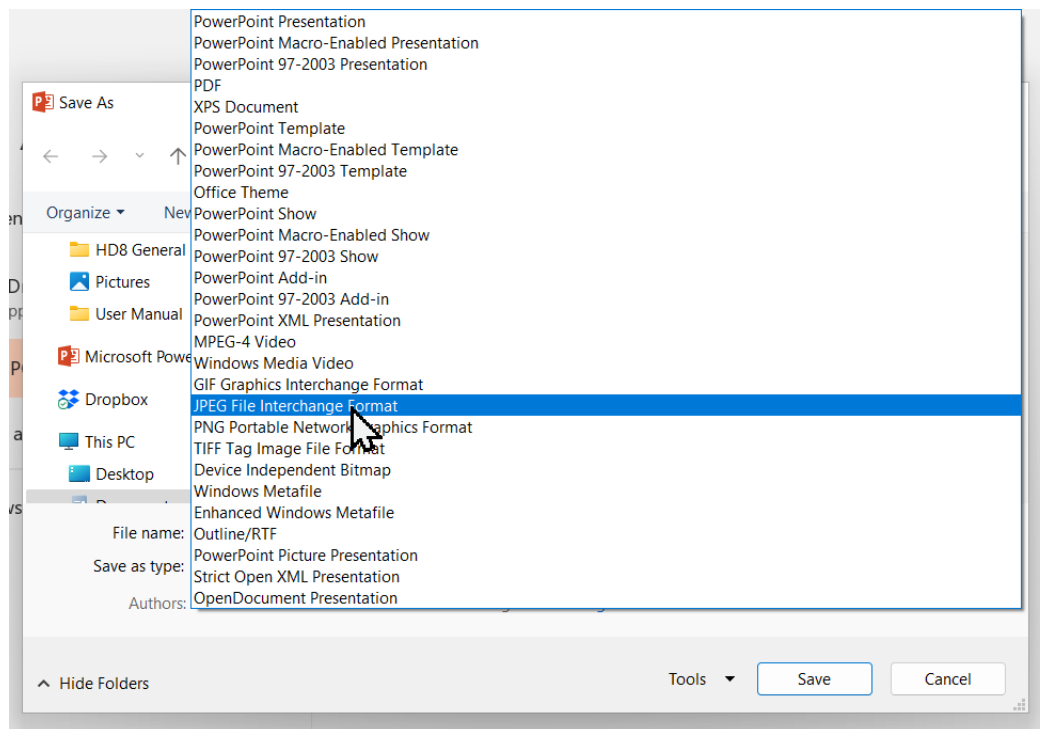 PowerPoint Presentation
PowerPoint Macro-Enabled Presentation
PowerPoint 97-2003 Presentation
PDF
XPS Document
PowerPoint Template
PowerPoint Macro-Enabled Template
PowerPoint 97-2003 Template
Office Theme
PowerPoint Show
PowerPoint Macro-Enabled Show
PowerPoint 97-2003 Show
PowerPoint Add-in
PowerPoint 97-2003 Add-in
PowerPoint XML Presentation
MPEG-4 Video
Windows Media Video
GIF Graphics Interchange Format
JPEG File Interchange Format
PNG Portable Network Graphics Format
TIFF Tag Image File Format
Device Independent Bitmap
Windows Metafile
Enhanced Windows Metafile
Outline/RTF
PowerPoint Picture Presentation
Strict Open XML Presentation
OpenDocument Presentation
Save As
Organize
New
HD8 General
Pictures
User Manual
Microsoft Powe
Dropbox
This PC
Desktop
File name:
Save as type:
Authors:
Hide Folders
Tools
Save
Cancel